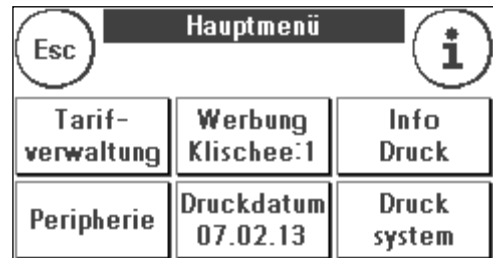 Hauptmenü
Esc
i
Tarif-
verwaltung
Werbung
Klischee:1
Info
Druck
Peripherie
Druckdatum
07.02.13
Druck
system